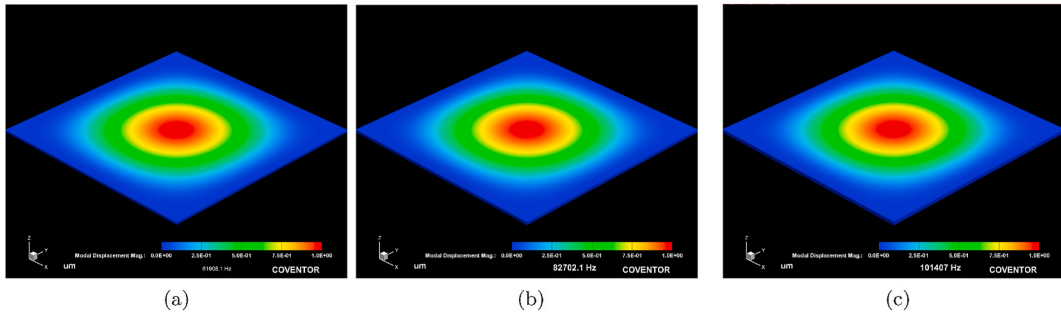 Z
Y
X
Modal Displacement Mag.: 0.0E+00 2.5E-01 5.0E-01 7.5E-01 1.0E+00
um 61908.1 Hz COVENTOR
Z
Y
X
Modal Displacement Mag.: 0.0E+00 2.5E-01 5.0E-01 7.5E-01 1.0E+00
um 82702.1 Hz COVENTOR
Z
Y
X
Modal Displacement Mag.: 0.0E+00 2.5E-01 5.0E-01 7.5E-01 1.0E+00
um 101407 Hz COVENTOR
(a) (b) (c)